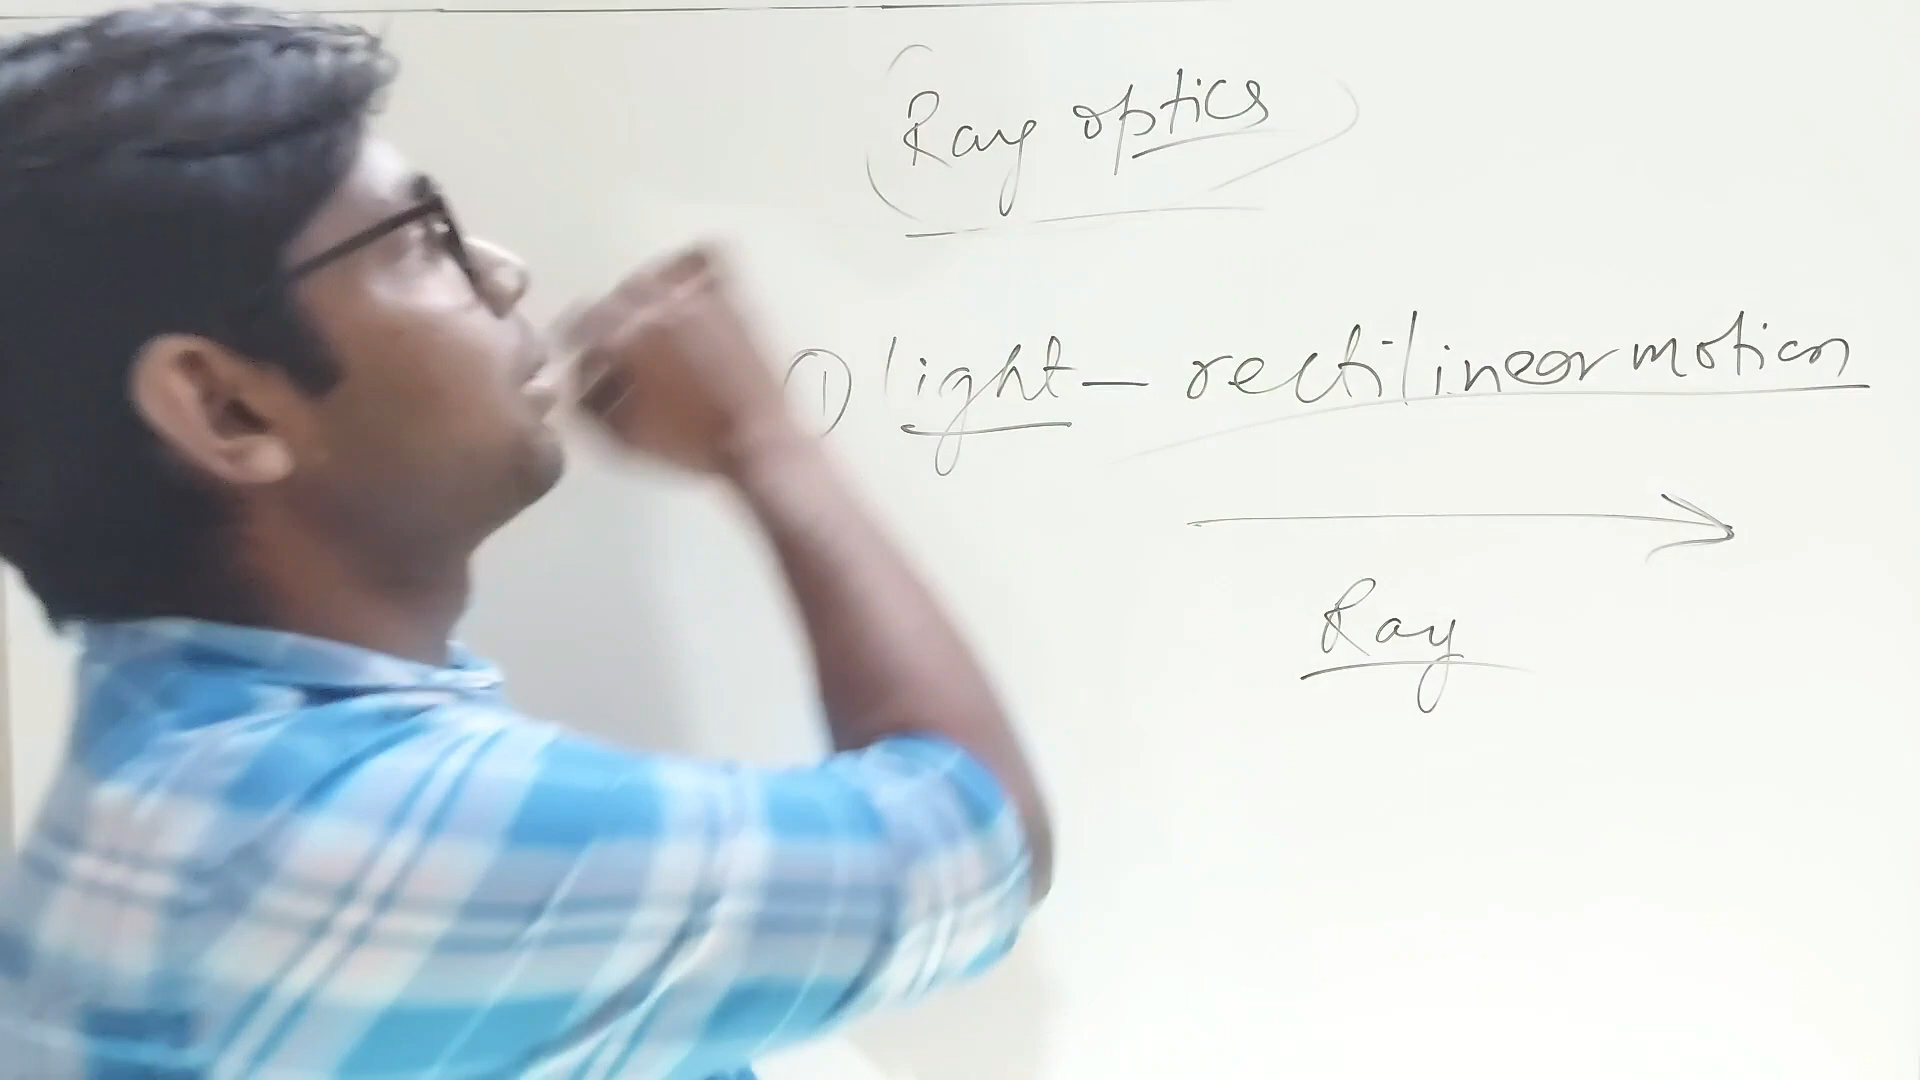 Ray optics
① light — rectilinear motion
Ray